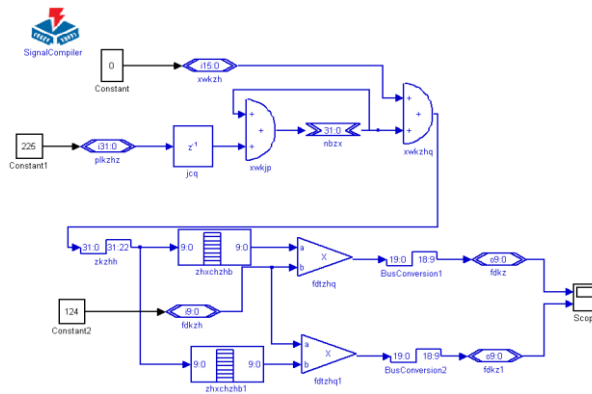 SignalCompiler
0
Constant
i15:0
xwkzh
225
Constant1
i31:0
plkzhz
z-1
jcq
+
+
+
xwkjp
31:0
nbzx
+
+
+
xwkzhq
31:0 31:22
zkzhh
9:0 9:0
zhxchzhb
a
b
X
fdtzhq
19:0 18:9
BusConversion1
o9:0
fdkz
Scop
124
Constant2
i9:0
fdkzh
9:0 9:0
zhxchzhb1
a
b
X
fdtzhq1
19:0 18:9
BusConversion2
o9:0
fdkz1